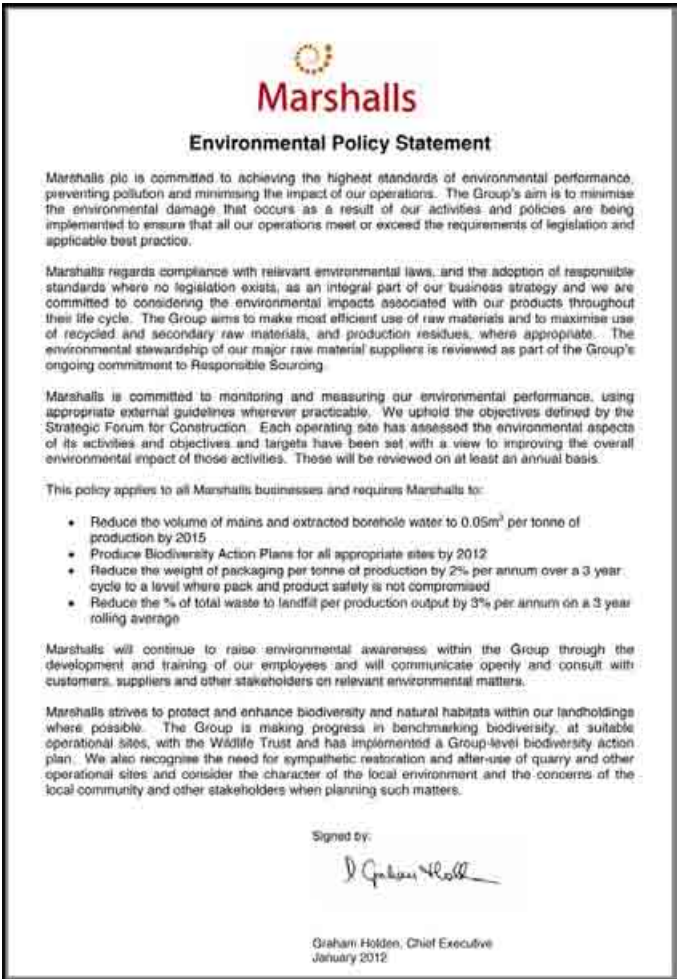 Marshalls
Environmental Policy Statement
Marshalls plc is committed to achieving the highest standards of environmental performance,
preventing pollution and minimising the impact of our operations. The Group's aim is to minimise
the environmental damage that occurs as a result of our activities and policies are being
implemented to ensure that all our operations meet or exceed the requirements of legislation and
applicable best practice.
Marshalls regards compliance with relevant environmental laws, and the adoption of responsible
standards where no legislation exists, as an integral part of our business strategy and we are
committed to considering the environmental impacts associated with our products throughout
their life cycle. The Group aims to make most efficient use of raw materials and to maximise use
of recycled and secondary raw materials, and production residues, where appropriate. The
environmental stewardship of our major raw material suppliers is reviewed as part of the Group's
ongoing commitment to Responsible Sourcing.
Marshalls is committed to monitoring and measuring our environmental performance, using
appropriate external guidelines wherever practicable. We uphold the objectives defined by the
Strategic Forum for Construction. Each operating site has assessed the environmental aspects
of its activities and objectives and targets have been set with a view to improving the overall
environmental impact of those activities. These will be reviewed on at least an annual basis.
This policy applies to all Marshalls businesses and requires Marshalls to:
• Reduce the volume of mains and extracted borehole water to 0.05m³ per tonne of
production by 2015
• Produce Biodiversity Action Plans for all appropriate sites by 2012
• Reduce the weight of packaging per tonne of production by 2% per annum over a 3 year
cycle to a level where pack and product safety is not compromised
• Reduce the % of total waste to landfill per production output by 3% per annum on a 3 year
rolling average
Marshalls will continue to raise environmental awareness within the Group through the
development and training of our employees and will communicate openly and consult with
customers, suppliers and other stakeholders on relevant environmental matters.
Marshalls strives to protect and enhance biodiversity and natural habitats within our landholdings
where possible. The Group is making progress in benchmarking biodiversity, at suitable
operational sites, with the Wildlife Trust and has implemented a Group-level biodiversity action
plan. We also recognise the need for sympathetic restoration and after-use of quarry and other
operational sites and consider the character of the local environment and the concerns of the
local community and other stakeholders when planning such matters.
Signed by:
D Graham Holden
Graham Holden, Chief Executive
January 2012